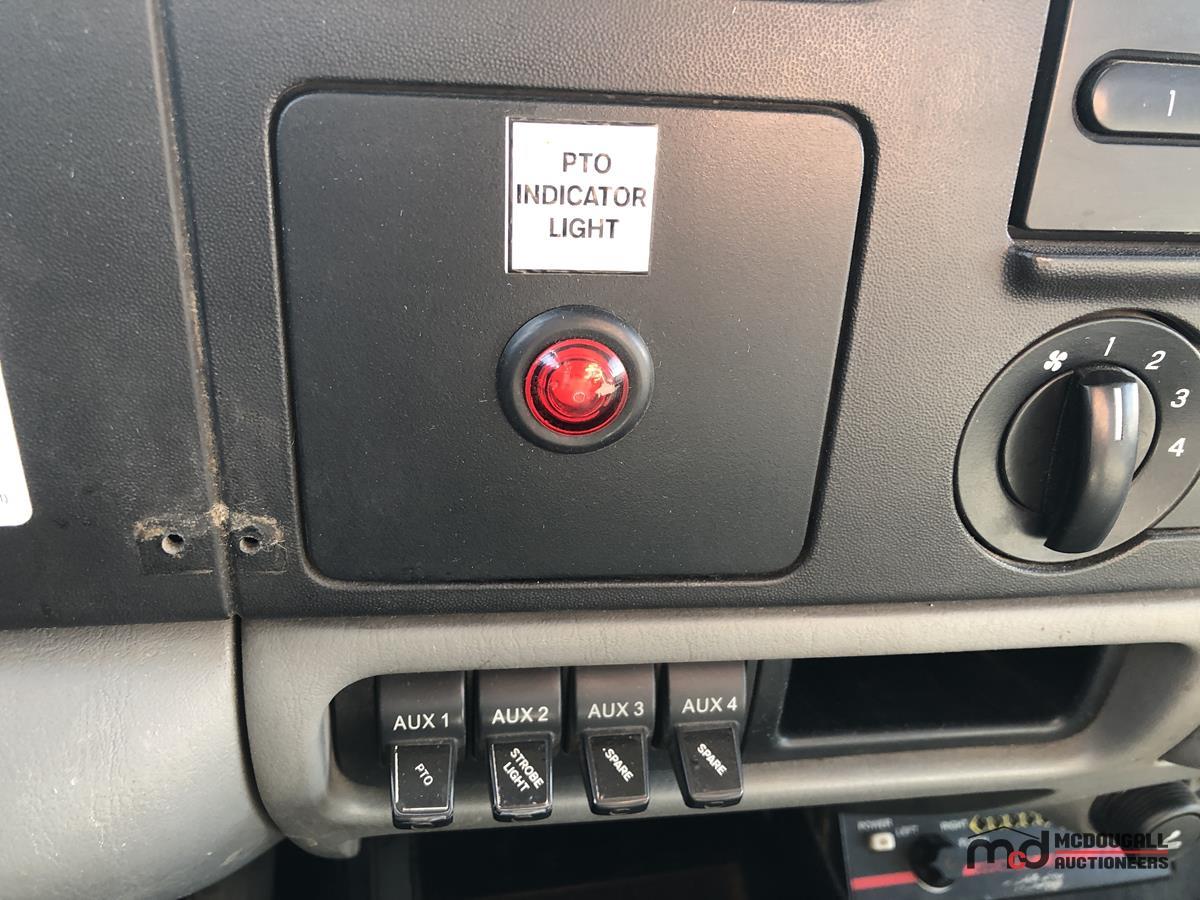 PTO
INDICATOR
LIGHT
1
1
2
3
4
AUX 1
AUX 2
AUX 3
AUX 4
PTO
STROBE
LIGHT
SPARE
SPARE
POWER
LEFT
RIGHT
mcd MCDOUGALL
AUCTIONEERS